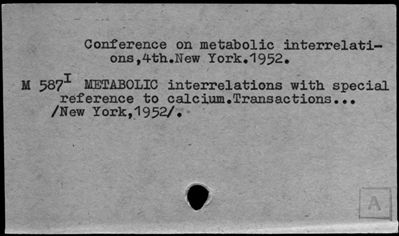 Conference on metabolic interrelati-
ons,4th.New York.1952.
M 587I METABOLIC interrelations with special
reference to calcium.Transactions...
/New York,1952/.
A